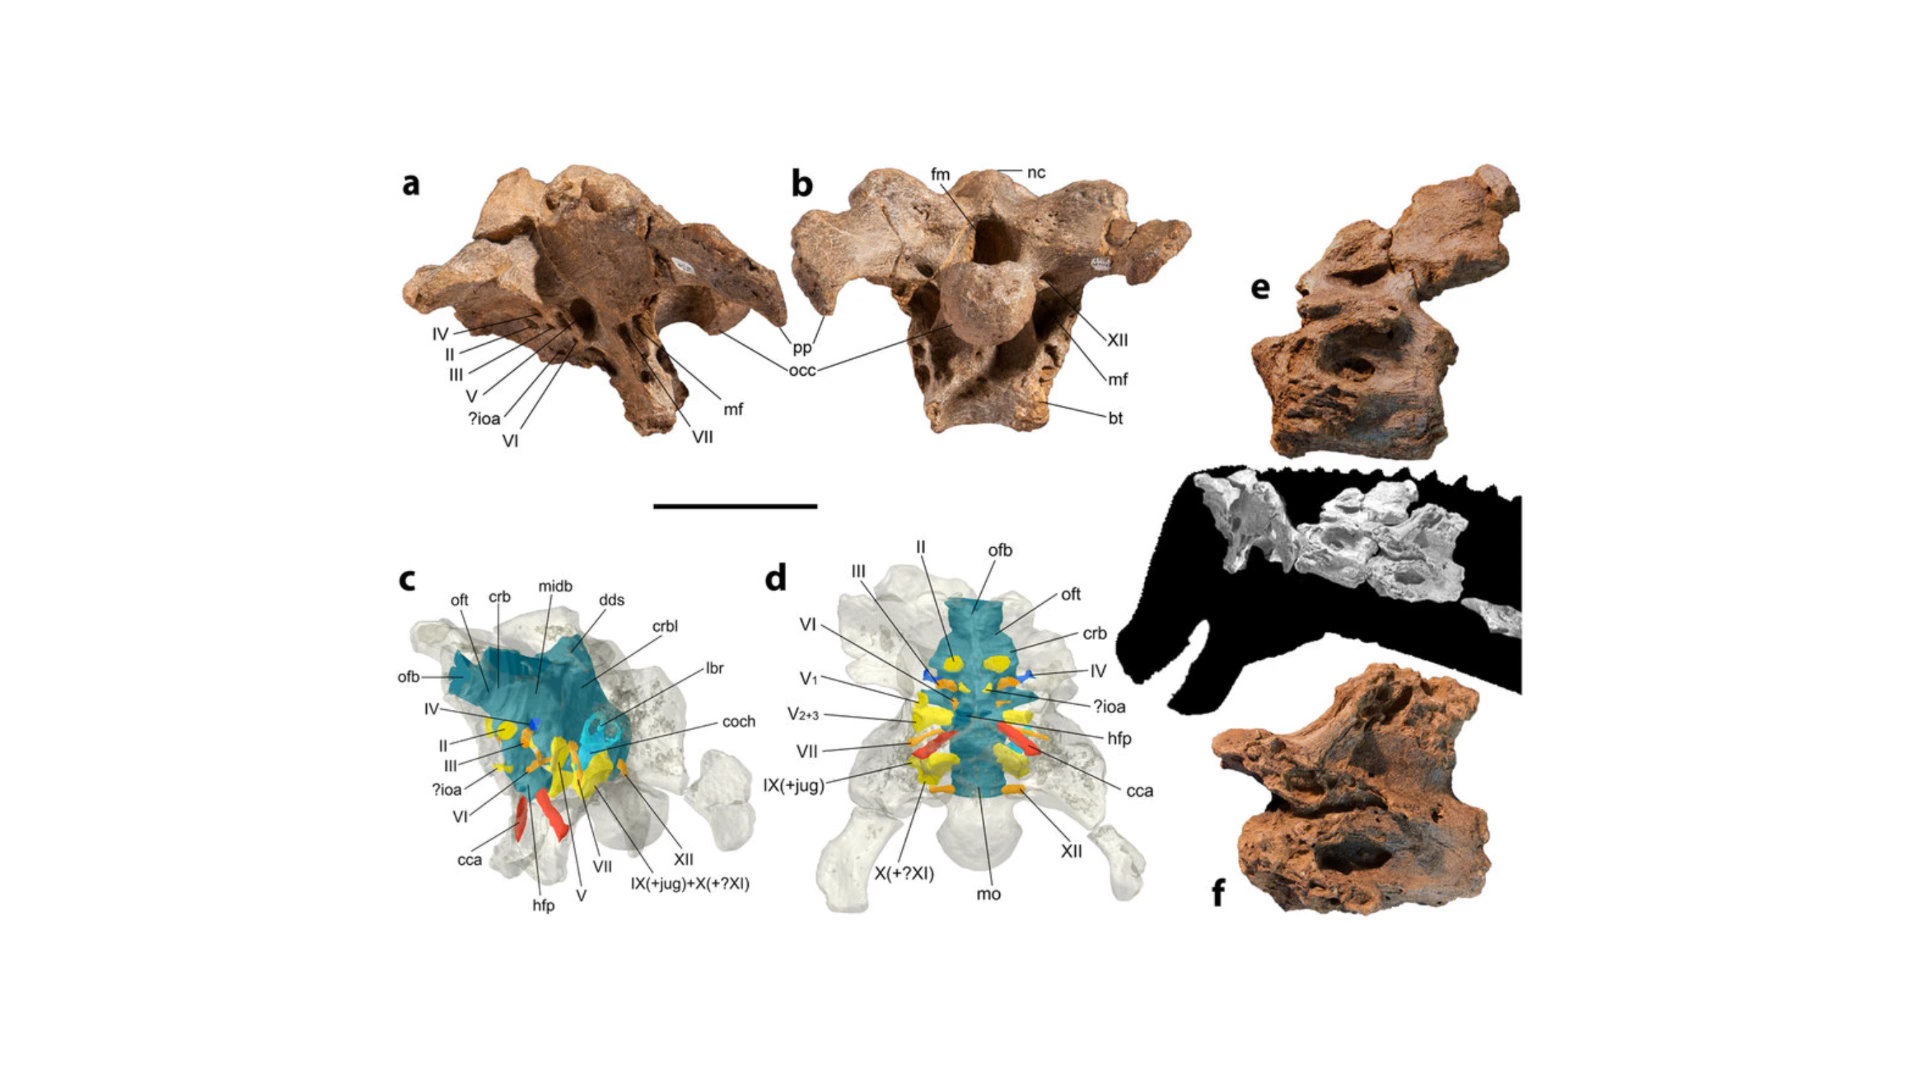 a
IV
II
III
V
?ioa
VI
VII
mf
pp
occ
b
fm
nc
XII
mf
bt
e
c
oft
crb
midb
dds
crbl
lbr
coch
ofb
IV
II
III
?ioa
VI
cca
hfp
V
VII
XII
IX(+jug)+X(+?XI)
d
II
ofb
III
oft
VI
crb
V1
IV
V2+3
?ioa
VII
hfp
IX(+jug)
cca
X(+?XI)
XII
mo
f